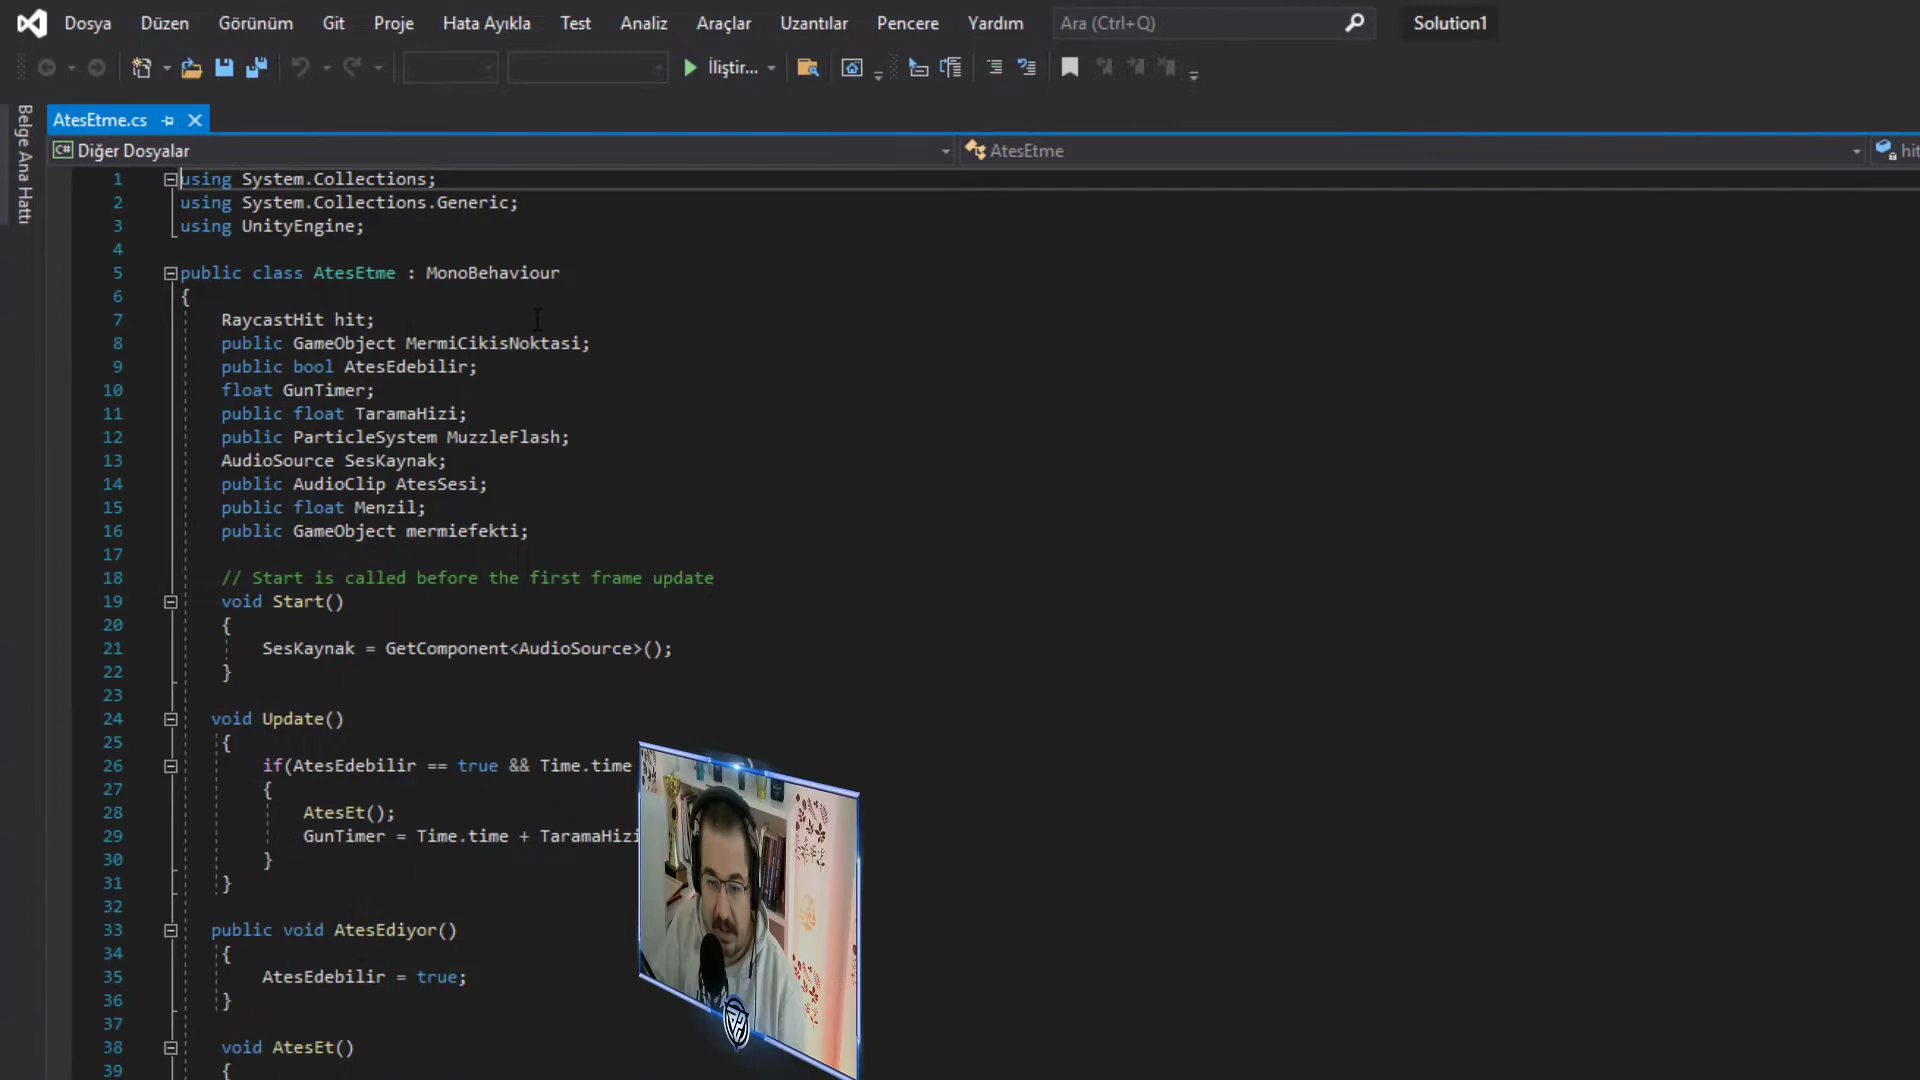 Dosya Düzen Görünüm Git Proje Hata Ayıkla Test Analiz Araçlar Uzantılar Pencere Yardım Ara (Ctrl+Q) Solution1
İliştir...
Belge Ana Hattı
AtesEtme.cs
C# Diğer Dosyalar AtesEtme hit
1 using System.Collections;
2 using System.Collections.Generic;
3 using UnityEngine;
4
5 public class AtesEtme : MonoBehaviour
6 {
7 RaycastHit hit;
8 public GameObject MermiCikisNoktasi;
9 public bool AtesEdebilir;
10 float GunTimer;
11 public float TaramaHizi;
12 public ParticleSystem MuzzleFlash;
13 AudioSource SesKaynak;
14 public AudioClip AtesSesi;
15 public float Menzil;
16 public GameObject mermiefekti;
17
18 // Start is called before the first frame update
19 void Start()
20 {
21 SesKaynak = GetComponent<AudioSource>();
22 }
23
24 void Update()
25 {
26 if(AtesEdebilir == true && Time.time
27 {
28 AtesEt();
29 GunTimer = Time.time + TaramaHizi
30 }
31 }
32
33 public void AtesEdiyor()
34 {
35 AtesEdebilir = true;
36 }
37
38 void AtesEt()
39 {